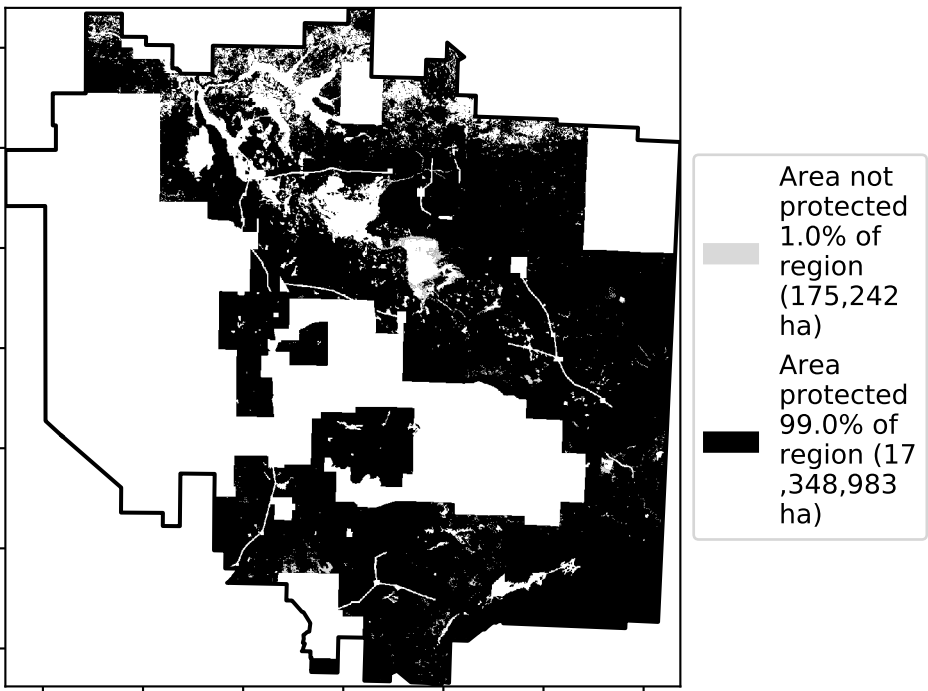 Area not
protected
1.0% of
region
(175,242
ha)
Area
protected
99.0% of
region (17
,348,983
ha)